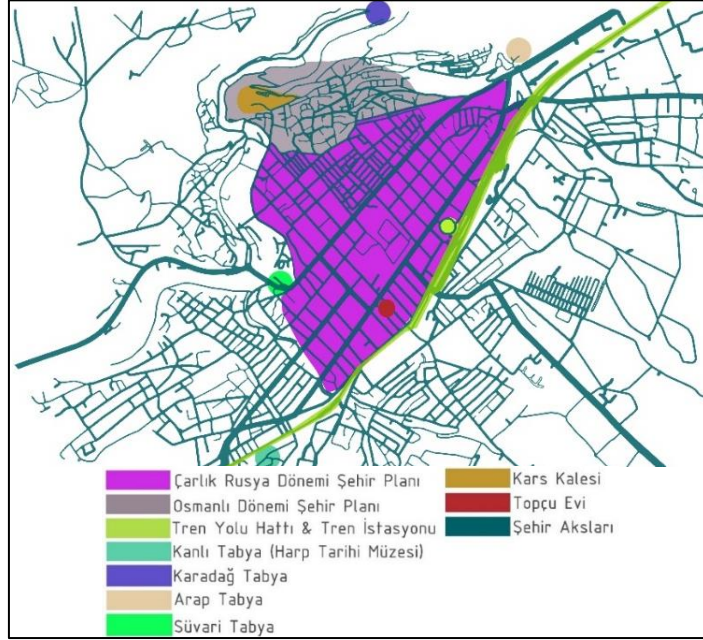 Çarlık Rusya Dönemi Şehir Planı
Osmanlı Dönemi Şehir Planı
Tren Yolu Hattı & Tren İstasyonu
Kanlı Tabya (Harp Tarihi Müzesi)
Karadağ Tabya
Arap Tabya
Süvari Tabya
Kars Kalesi
Topçu Evi
Şehir Aksları